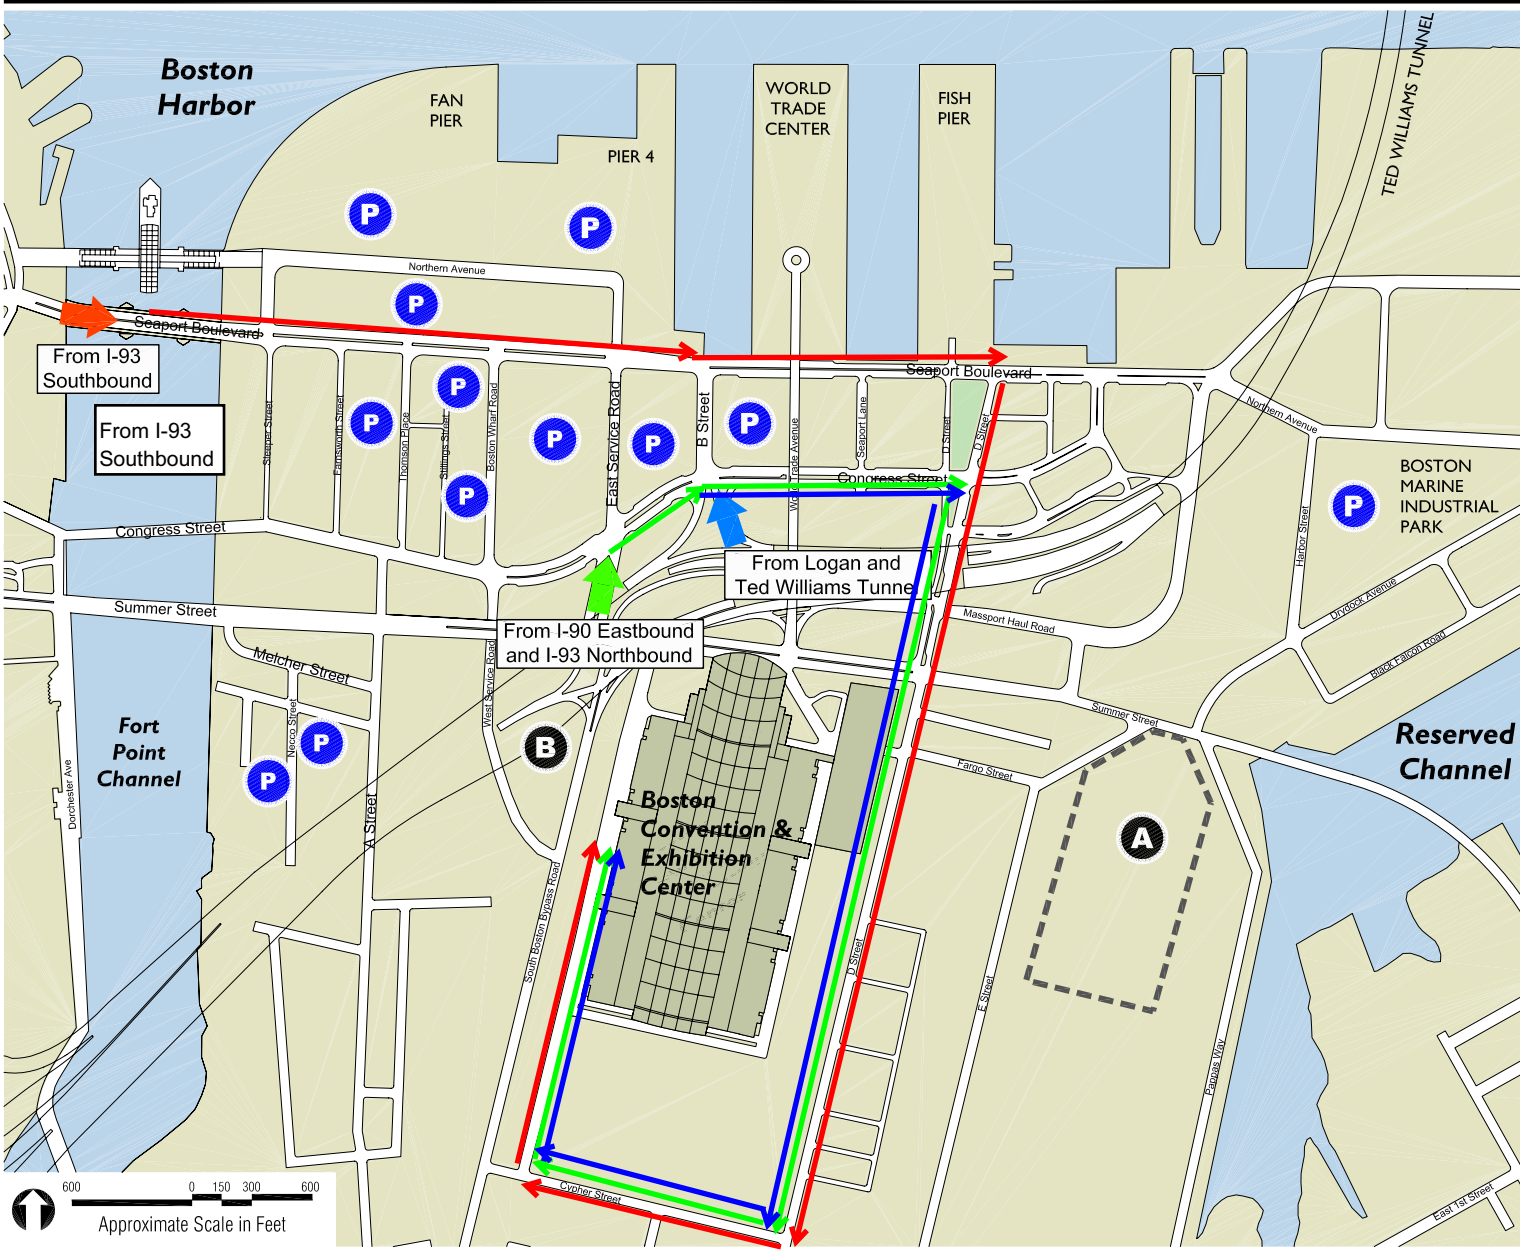 Boston
Harbor
FAN
PIER
PIER 4
WORLD
TRADE
CENTER
FISH
PIER
TED WILLIAMS TUNNEL
P
P
P
Northern Avenue
Seaport Boulevard
From I-93
Southbound
From I-93
Southbound
Seaport Boulevard
Northern Avenue
Sleeper Street
Farnsworth Street
Thomson Place
Stillings Street
Boston Wharf Road
East Service Road
B Street
World Trade Avenue
Seaport Lane
D Street
D Street
P
P
P
P
P
P
P
BOSTON
MARINE
INDUSTRIAL
PARK
Harbor Street
Congress Street
Congress Street
From Logan and
Ted Williams Tunnel
Drydock Avenue
Black Falcon Road
Massport Haul Road
Summer Street
From I-90 Eastbound
and I-93 Northbound
Melcher Street
Necco Street
West Service Road
Summer Street
Fort
Point
Channel
Dorchester Ave
P
P
A Street
B
Boston
Convention &
Exhibition
Center
Fargo Street
A
Reserved
Channel
South Boston Bypass Road
D Street
E Street
Pappas Way
Cypher Street
East 1st Street
600 0 150 300 600
Approximate Scale in Feet